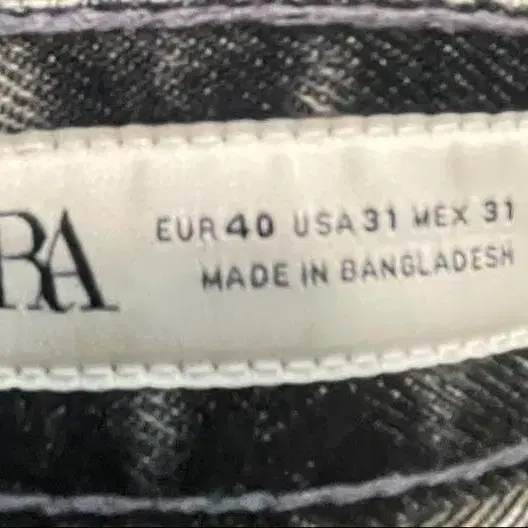 RA
EUR 40 USA 31 MEX 31
MADE IN BANGLADESH